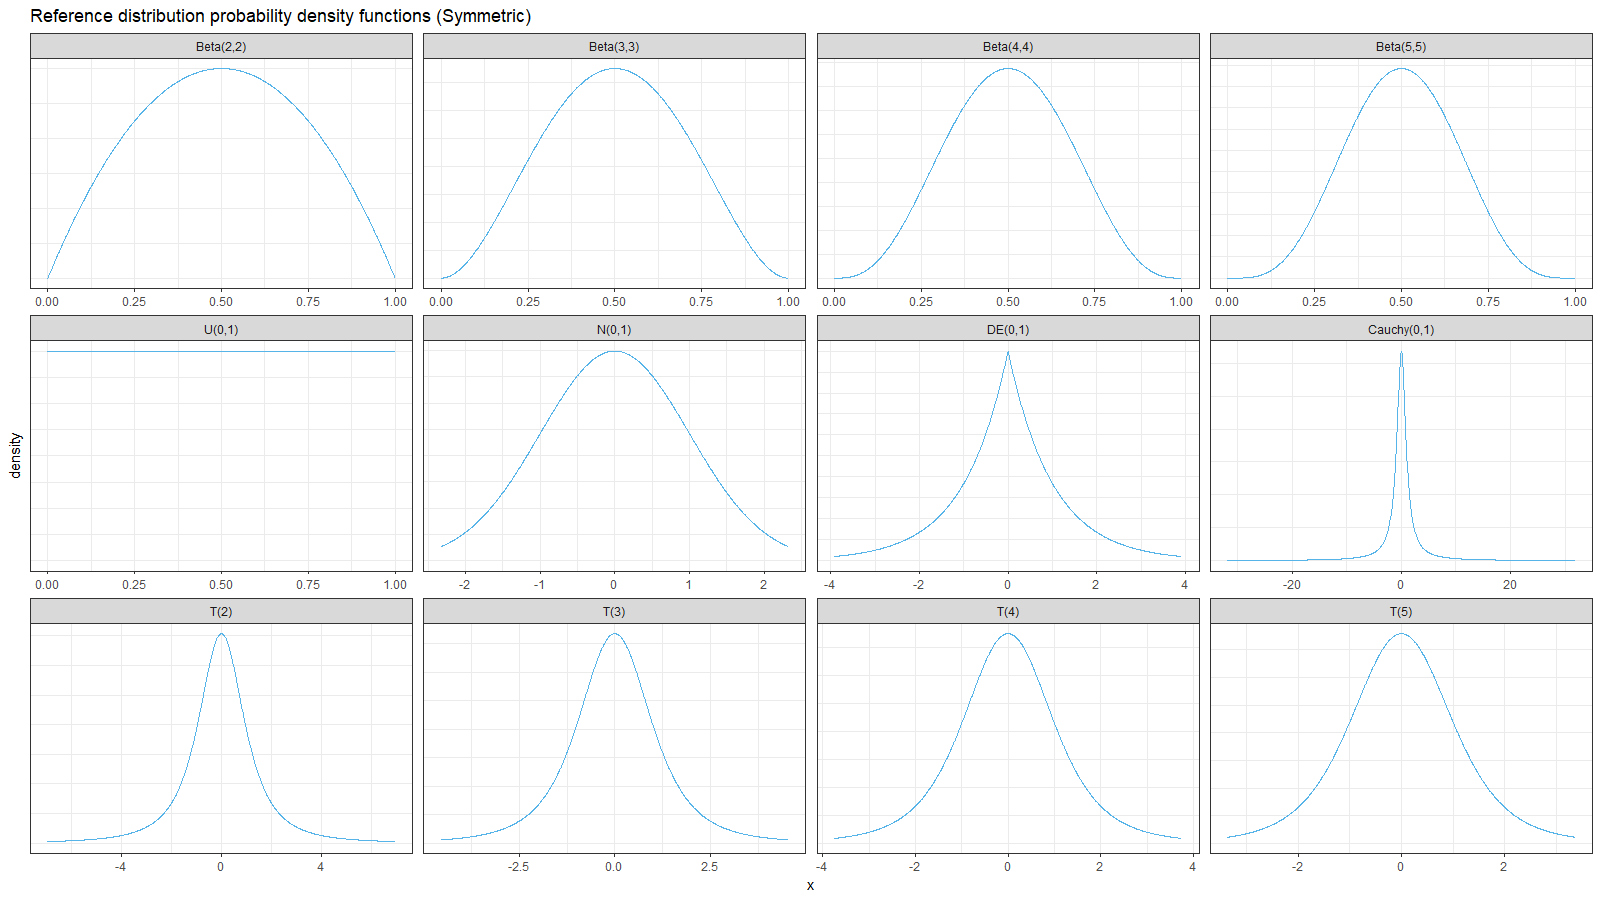 Reference distribution probability density functions (Symmetric)
Beta(2,2) Beta(3,3) Beta(4,4) Beta(5,5)
0.00 0.25 0.50 0.75 1.00 0.00 0.25 0.50 0.75 1.00 0.00 0.25 0.50 0.75 1.00 0.00 0.25 0.50 0.75 1.00
U(0,1) N(0,1) DE(0,1) Cauchy(0,1)
density
0.00 0.25 0.50 0.75 1.00 -2 -1 0 1 2 -4 -2 0 2 4 -20 0 20
T(2) T(3) T(4) T(5)
-4 0 4 -2.5 0.0 2.5 -4 -2 0 2 4 -2 0 2
x